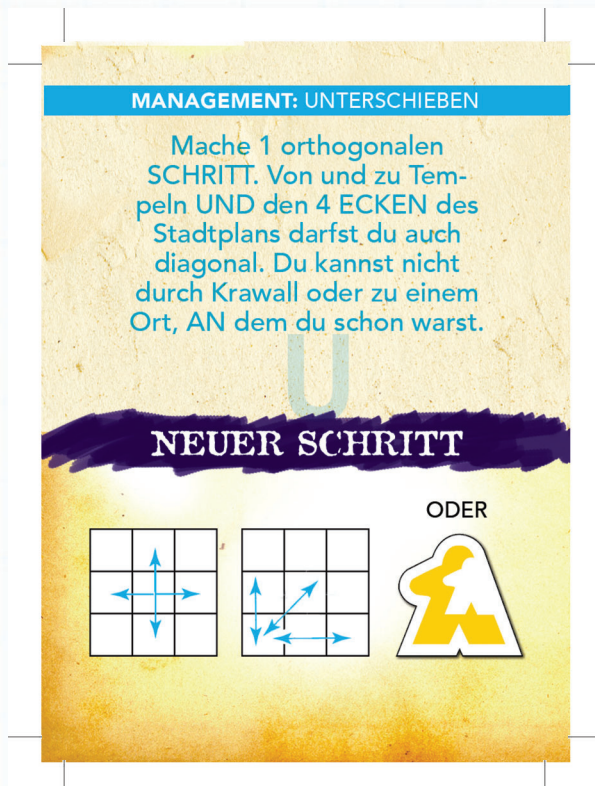 MANAGEMENT: UNTERSCHIEBEN
Mache 1 orthogonalen
SCHRITT. Von und zu Tem-
peln UND den 4 ECKEN des
Stadtplans darfst du auch
diagonal. Du kannst nicht
durch Krawall oder zu einem
Ort, AN dem du schon warst.
U
NEUER SCHRITT
ODER